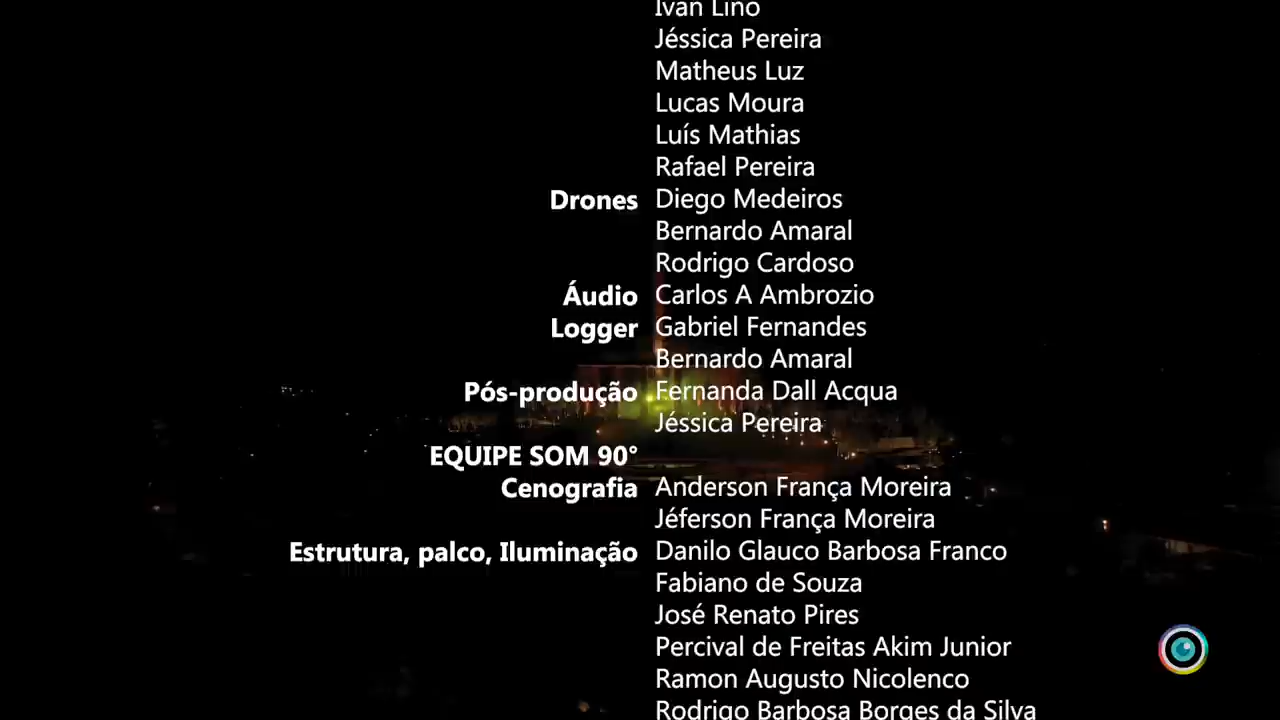 Ivan Lino
Jéssica Pereira
Matheus Luz
Lucas Moura
Luís Mathias
Rafael Pereira
Drones Diego Medeiros
Bernardo Amaral
Rodrigo Cardoso
Áudio Carlos A Ambrozio
Logger Gabriel Fernandes
Bernardo Amaral
Pós-produção Fernanda Dall Acqua
Jéssica Pereira
EQUIPE SOM 90°
Cenografia Anderson França Moreira
Jéferson França Moreira
Estrutura, palco, Iluminação Danilo Glauco Barbosa Franco
Fabiano de Souza
José Renato Pires
Percival de Freitas Akim Junior
Ramon Augusto Nicolenco
Rodrigo Barbosa Borges da Silva